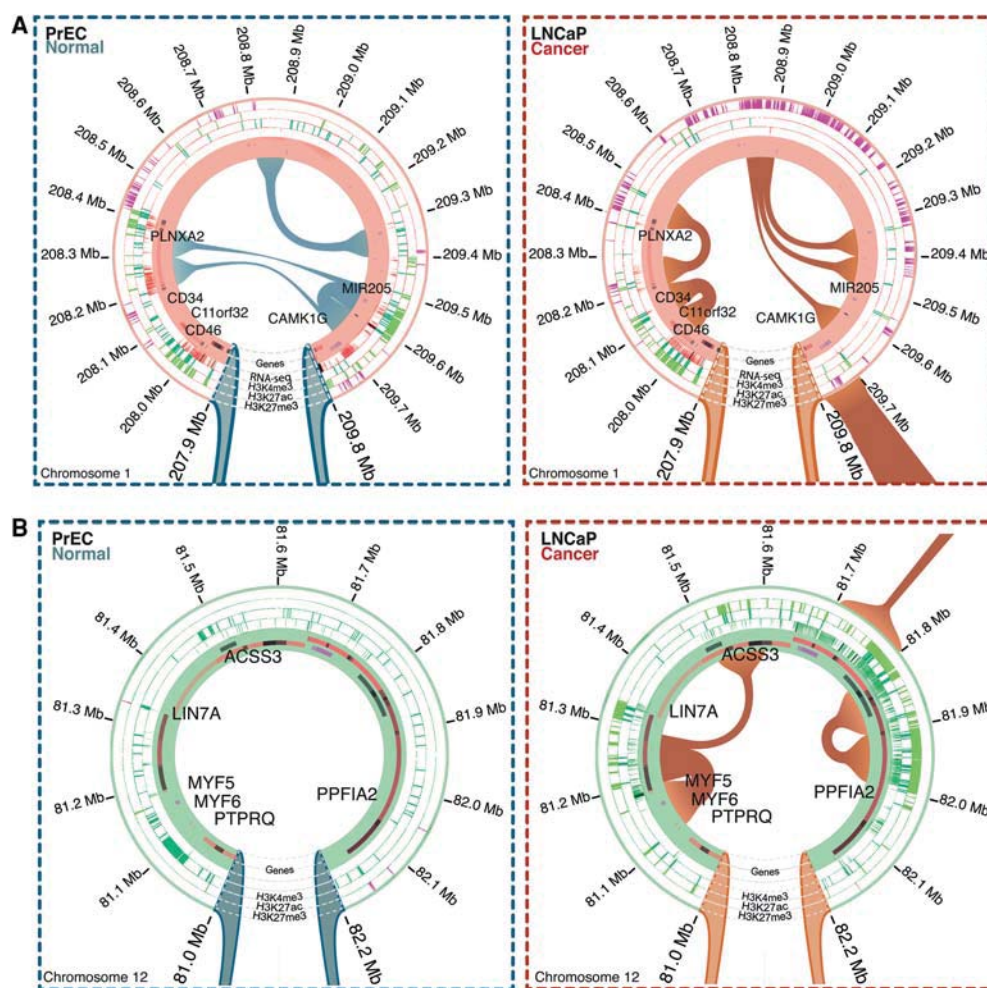 A
PrEC
Normal
207.9 Mb
208.0 Mb
208.1 Mb
208.2 Mb
208.3 Mb
208.4 Mb
208.5 Mb
208.6 Mb
208.7 Mb
208.8 Mb
208.9 Mb
209.0 Mb
209.1 Mb
209.2 Mb
209.3 Mb
209.4 Mb
209.5 Mb
209.6 Mb
209.7 Mb
209.8 Mb
PLNXA2
CD34
C11orf32
CD46
MIR205
CAMK1G
Genes
RNA-seq
H3K4me3
H3K27ac
H3K27me3
Chromosome 1
LNCaP
Cancer
207.9 Mb
208.0 Mb
208.1 Mb
208.2 Mb
208.3 Mb
208.4 Mb
208.5 Mb
208.6 Mb
208.7 Mb
208.8 Mb
208.9 Mb
209.0 Mb
209.1 Mb
209.2 Mb
209.3 Mb
209.4 Mb
209.5 Mb
209.6 Mb
209.7 Mb
209.8 Mb
PLNXA2
CD34
C11orf32
CD46
MIR205
CAMK1G
Genes
RNA-seq
H3K4me3
H3K27ac
H3K27me3
Chromosome 1
B
PrEC
Normal
81.0 Mb
81.1 Mb
81.2 Mb
81.3 Mb
81.4 Mb
81.5 Mb
81.6 Mb
81.7 Mb
81.8 Mb
81.9 Mb
82.0 Mb
82.1 Mb
82.2 Mb
ACSS3
LIN7A
MYF5
MYF6
PTPRQ
PPFIA2
Genes
H3K4me3
H3K27ac
H3K27me3
Chromosome 12
LNCaP
Cancer
81.0 Mb
81.1 Mb
81.2 Mb
81.3 Mb
81.4 Mb
81.5 Mb
81.6 Mb
81.7 Mb
81.8 Mb
81.9 Mb
82.0 Mb
82.1 Mb
82.2 Mb
ACSS3
LIN7A
MYF5
MYF6
PTPRQ
PPFIA2
Genes
H3K4me3
H3K27ac
H3K27me3
Chromosome 12